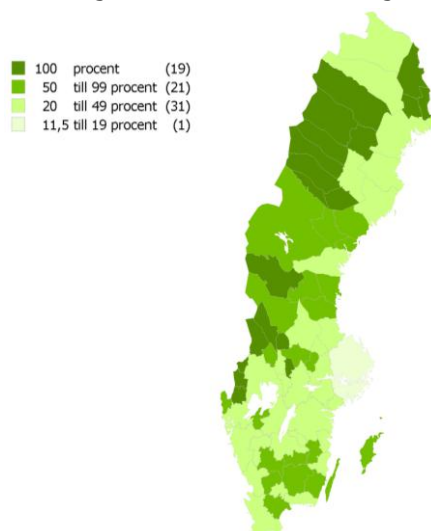 100 procent (19)
50 till 99 procent (21)
20 till 49 procent (31)
11,5 till 19 procent (1)